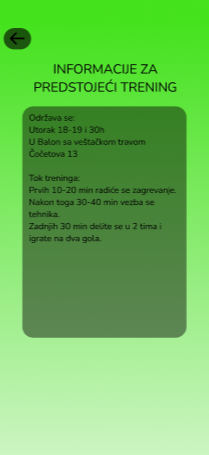 INFORMACIJE ZA
PREDSTOJEĆI TRENING
Održava se:
Utorak 18-19 i 30h
U Balon sa veštačkom travom
Čočetova 13
Tok treninga:
Prvih 10-20 min radiće se zagrevanje.
Nakon toga 30-40 min vezba se
tehnika.
Zadnjih 30 min delite se u 2 tima i
igrate na dva gola.